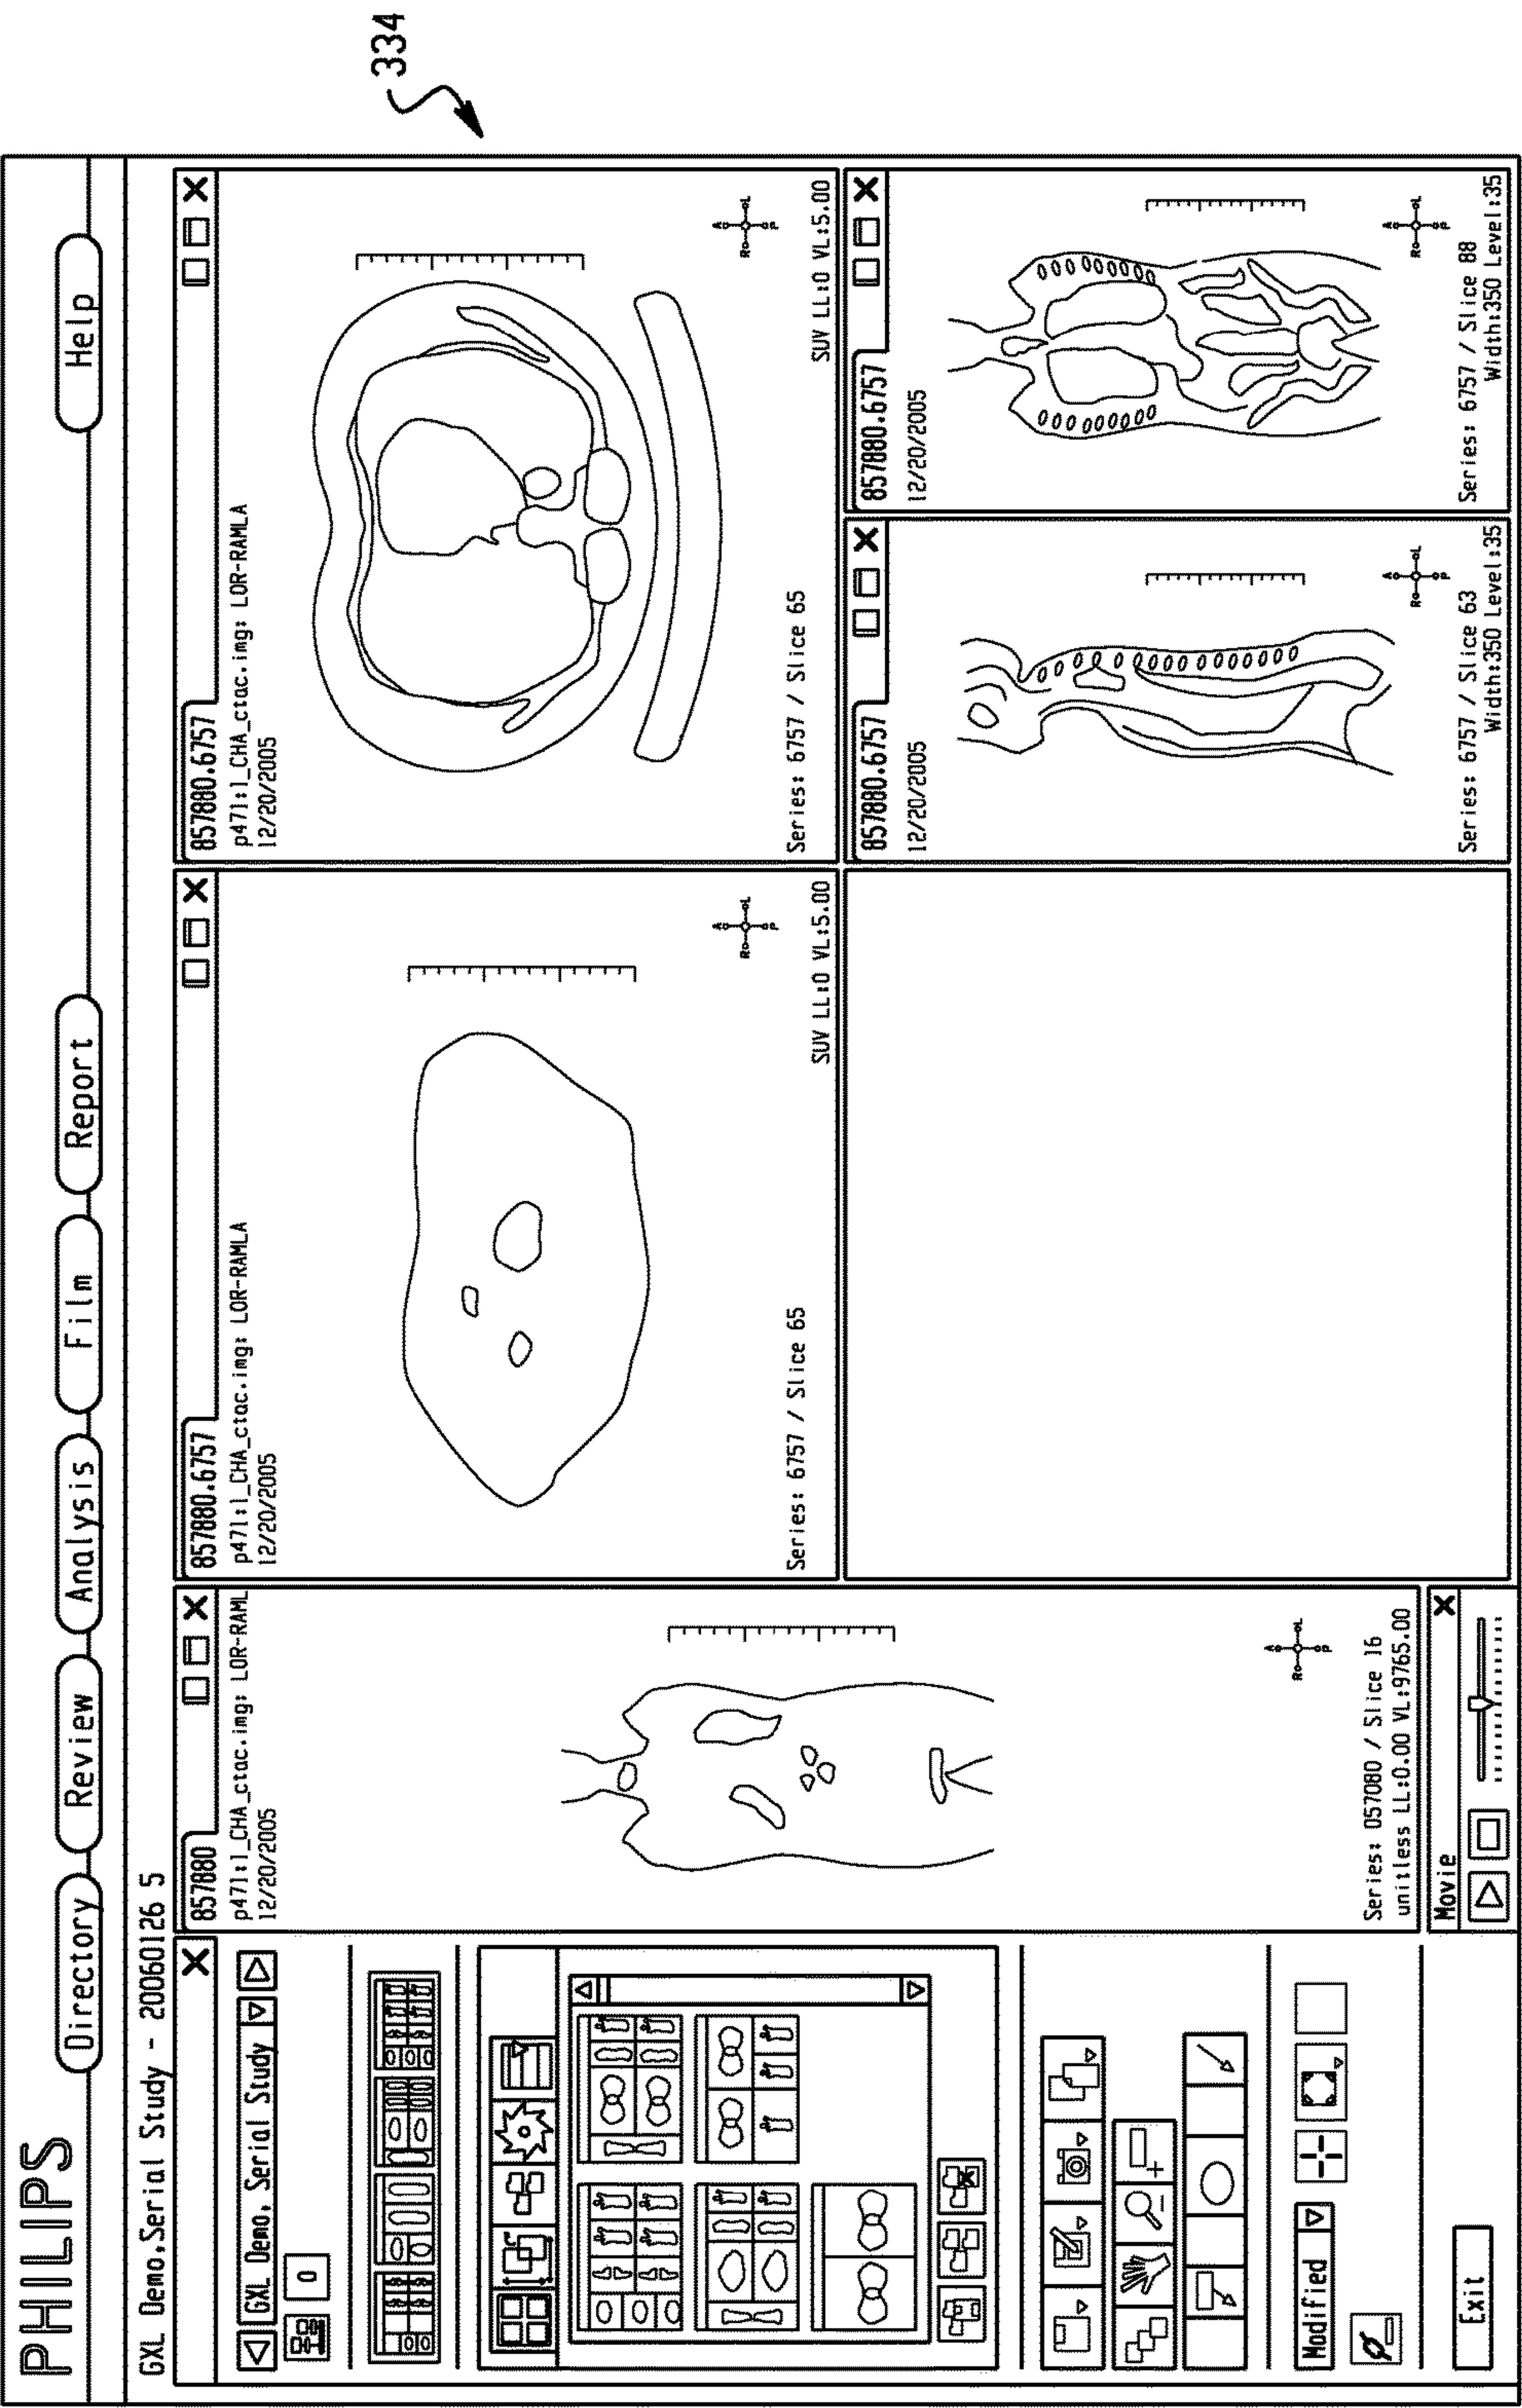 334
PHILIPS
Directory Review Analysis Film Report Help
GXL Demo,Serial Study - 20060126 5
GXL Demo, Serial Study
0
Modified
Exit
857880
p471:1_CHA_ctac.img: LOR-RAML
12/20/2005
R A L P
Series: 057080 / Slice 16
unitless LL:0.00 VL:9765.00
Movie
857880.6757
p471:1_CHA_ctac.img: LOR-RAMLA
12/20/2005
R A L P
Series: 6757 / Slice 65
SUV LL:0 VL:5.00
857880.6757
p471:1_CHA_ctac.img: LOR-RAMLA
12/20/2005
R A L P
Series: 6757 / Slice 65
SUV LL:0 VL:5.00
857880.6757
12/20/2005
R A L P
Series: 6757 / Slice 63
Width:350 Level:35
857880.6757
12/20/2005
R A L P
Series: 6757 / Slice 88
Width:350 Level:35